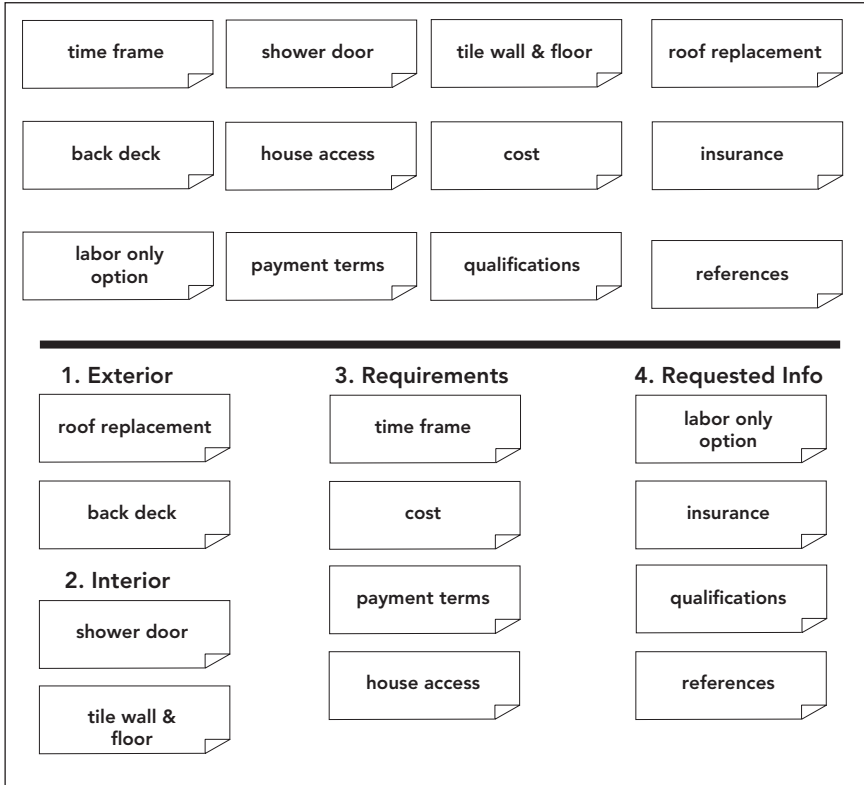 time frame
shower door
tile wall & floor
roof replacement
back deck
house access
cost
insurance
labor only
option
payment terms
qualifications
references
1. Exterior
roof replacement
back deck
2. Interior
shower door
tile wall &
floor
3. Requirements
time frame
cost
payment terms
house access
4. Requested Info
labor only
option
insurance
qualifications
references